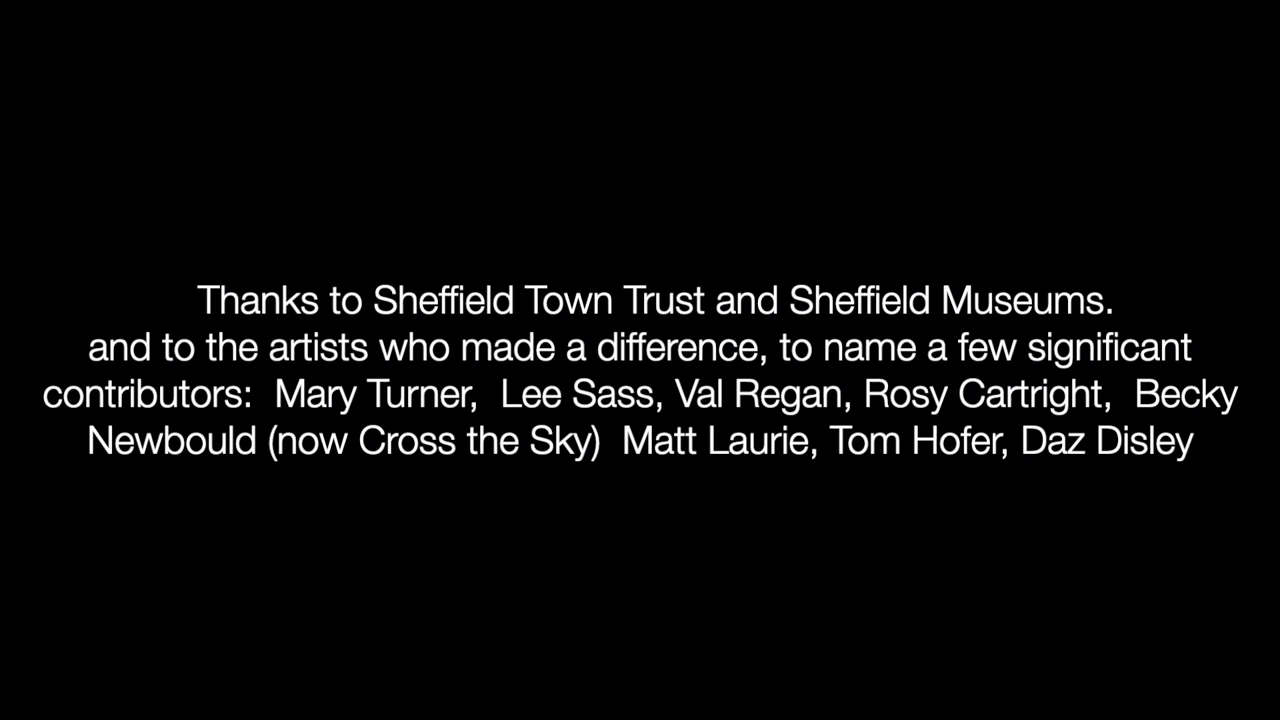 Thanks to Sheffield Town Trust and Sheffield Museums.
and to the artists who made a difference, to name a few significant
contributors:  Mary Turner,  Lee Sass, Val Regan, Rosy Cartright,  Becky
Newbould (now Cross the Sky)  Matt Laurie, Tom Hofer, Daz Disley